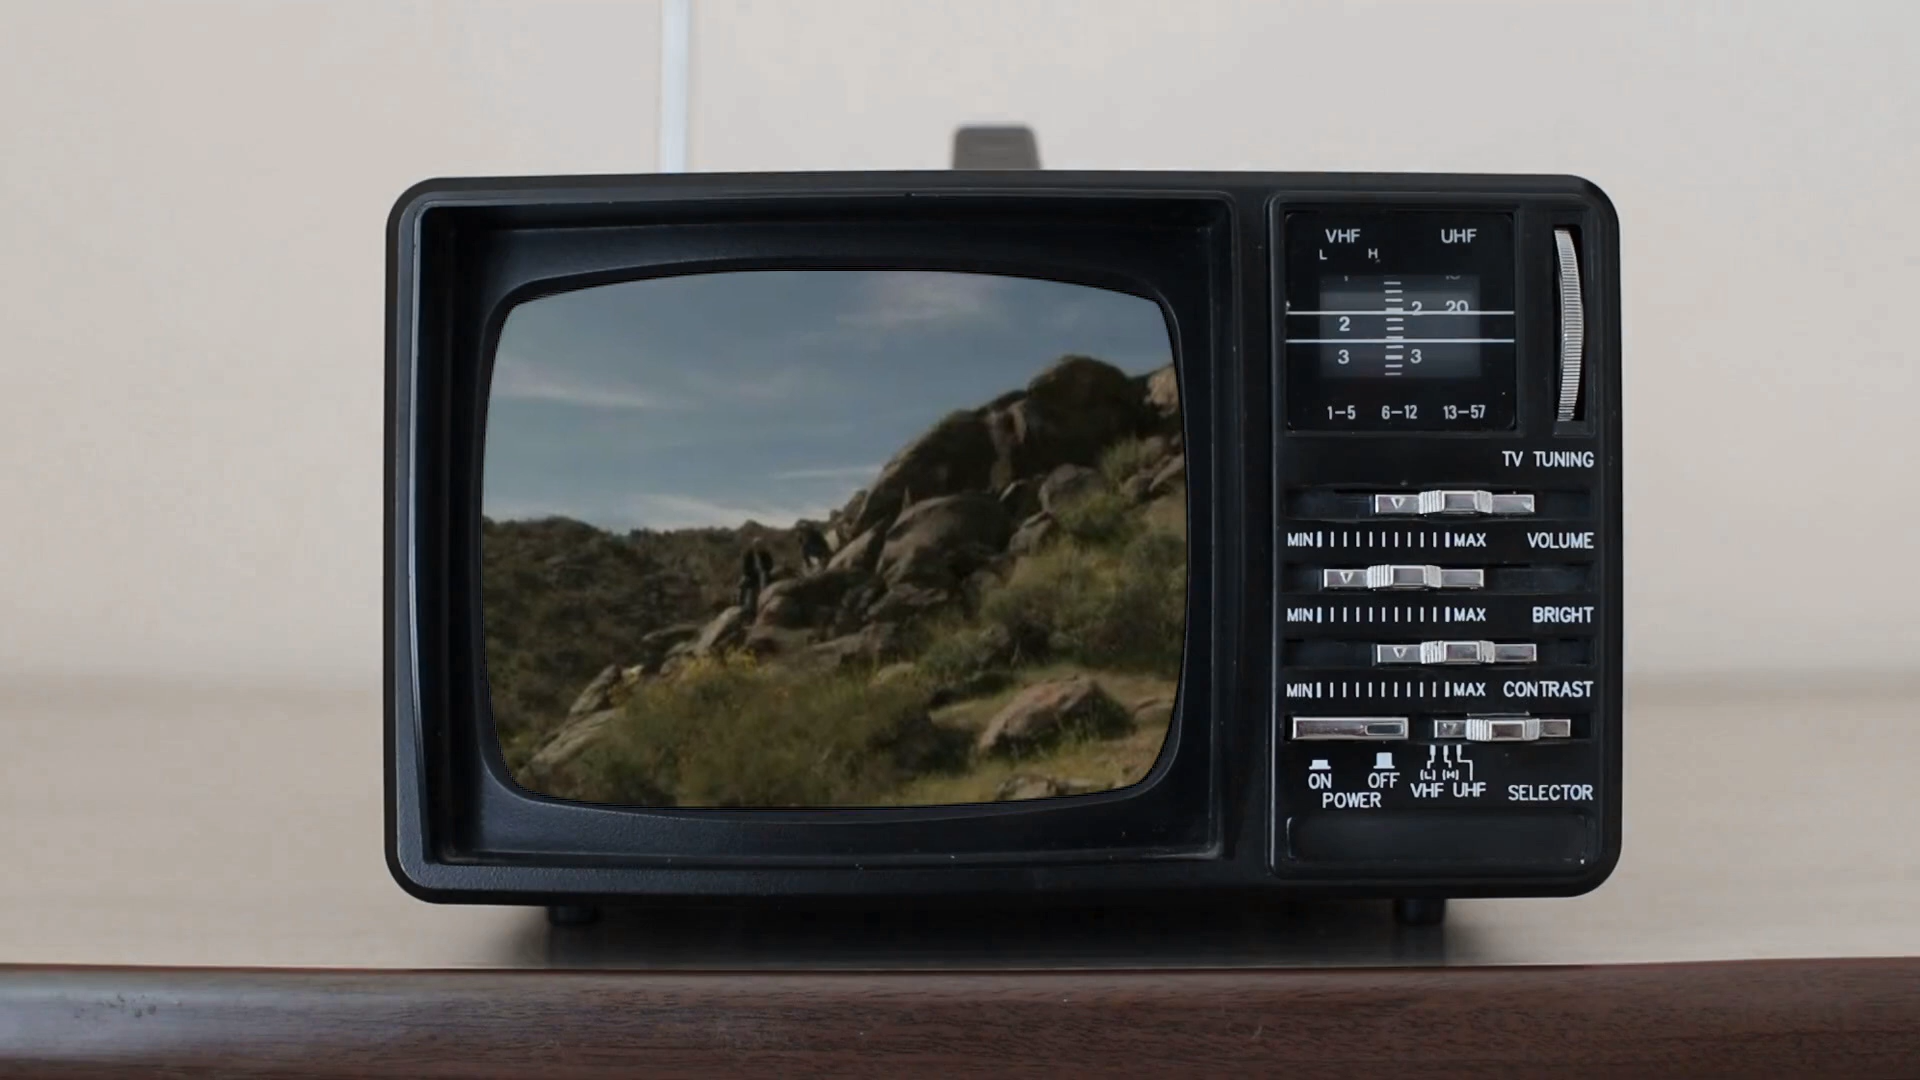 VHF UHF
L H
2 20
2
3 3
1-5 6-12 13-57
TV TUNING
MIN MAX VOLUME
MIN MAX BRIGHT
MIN MAX CONTRAST
ON OFF (L) (H)
VHF UHF
POWER SELECTOR